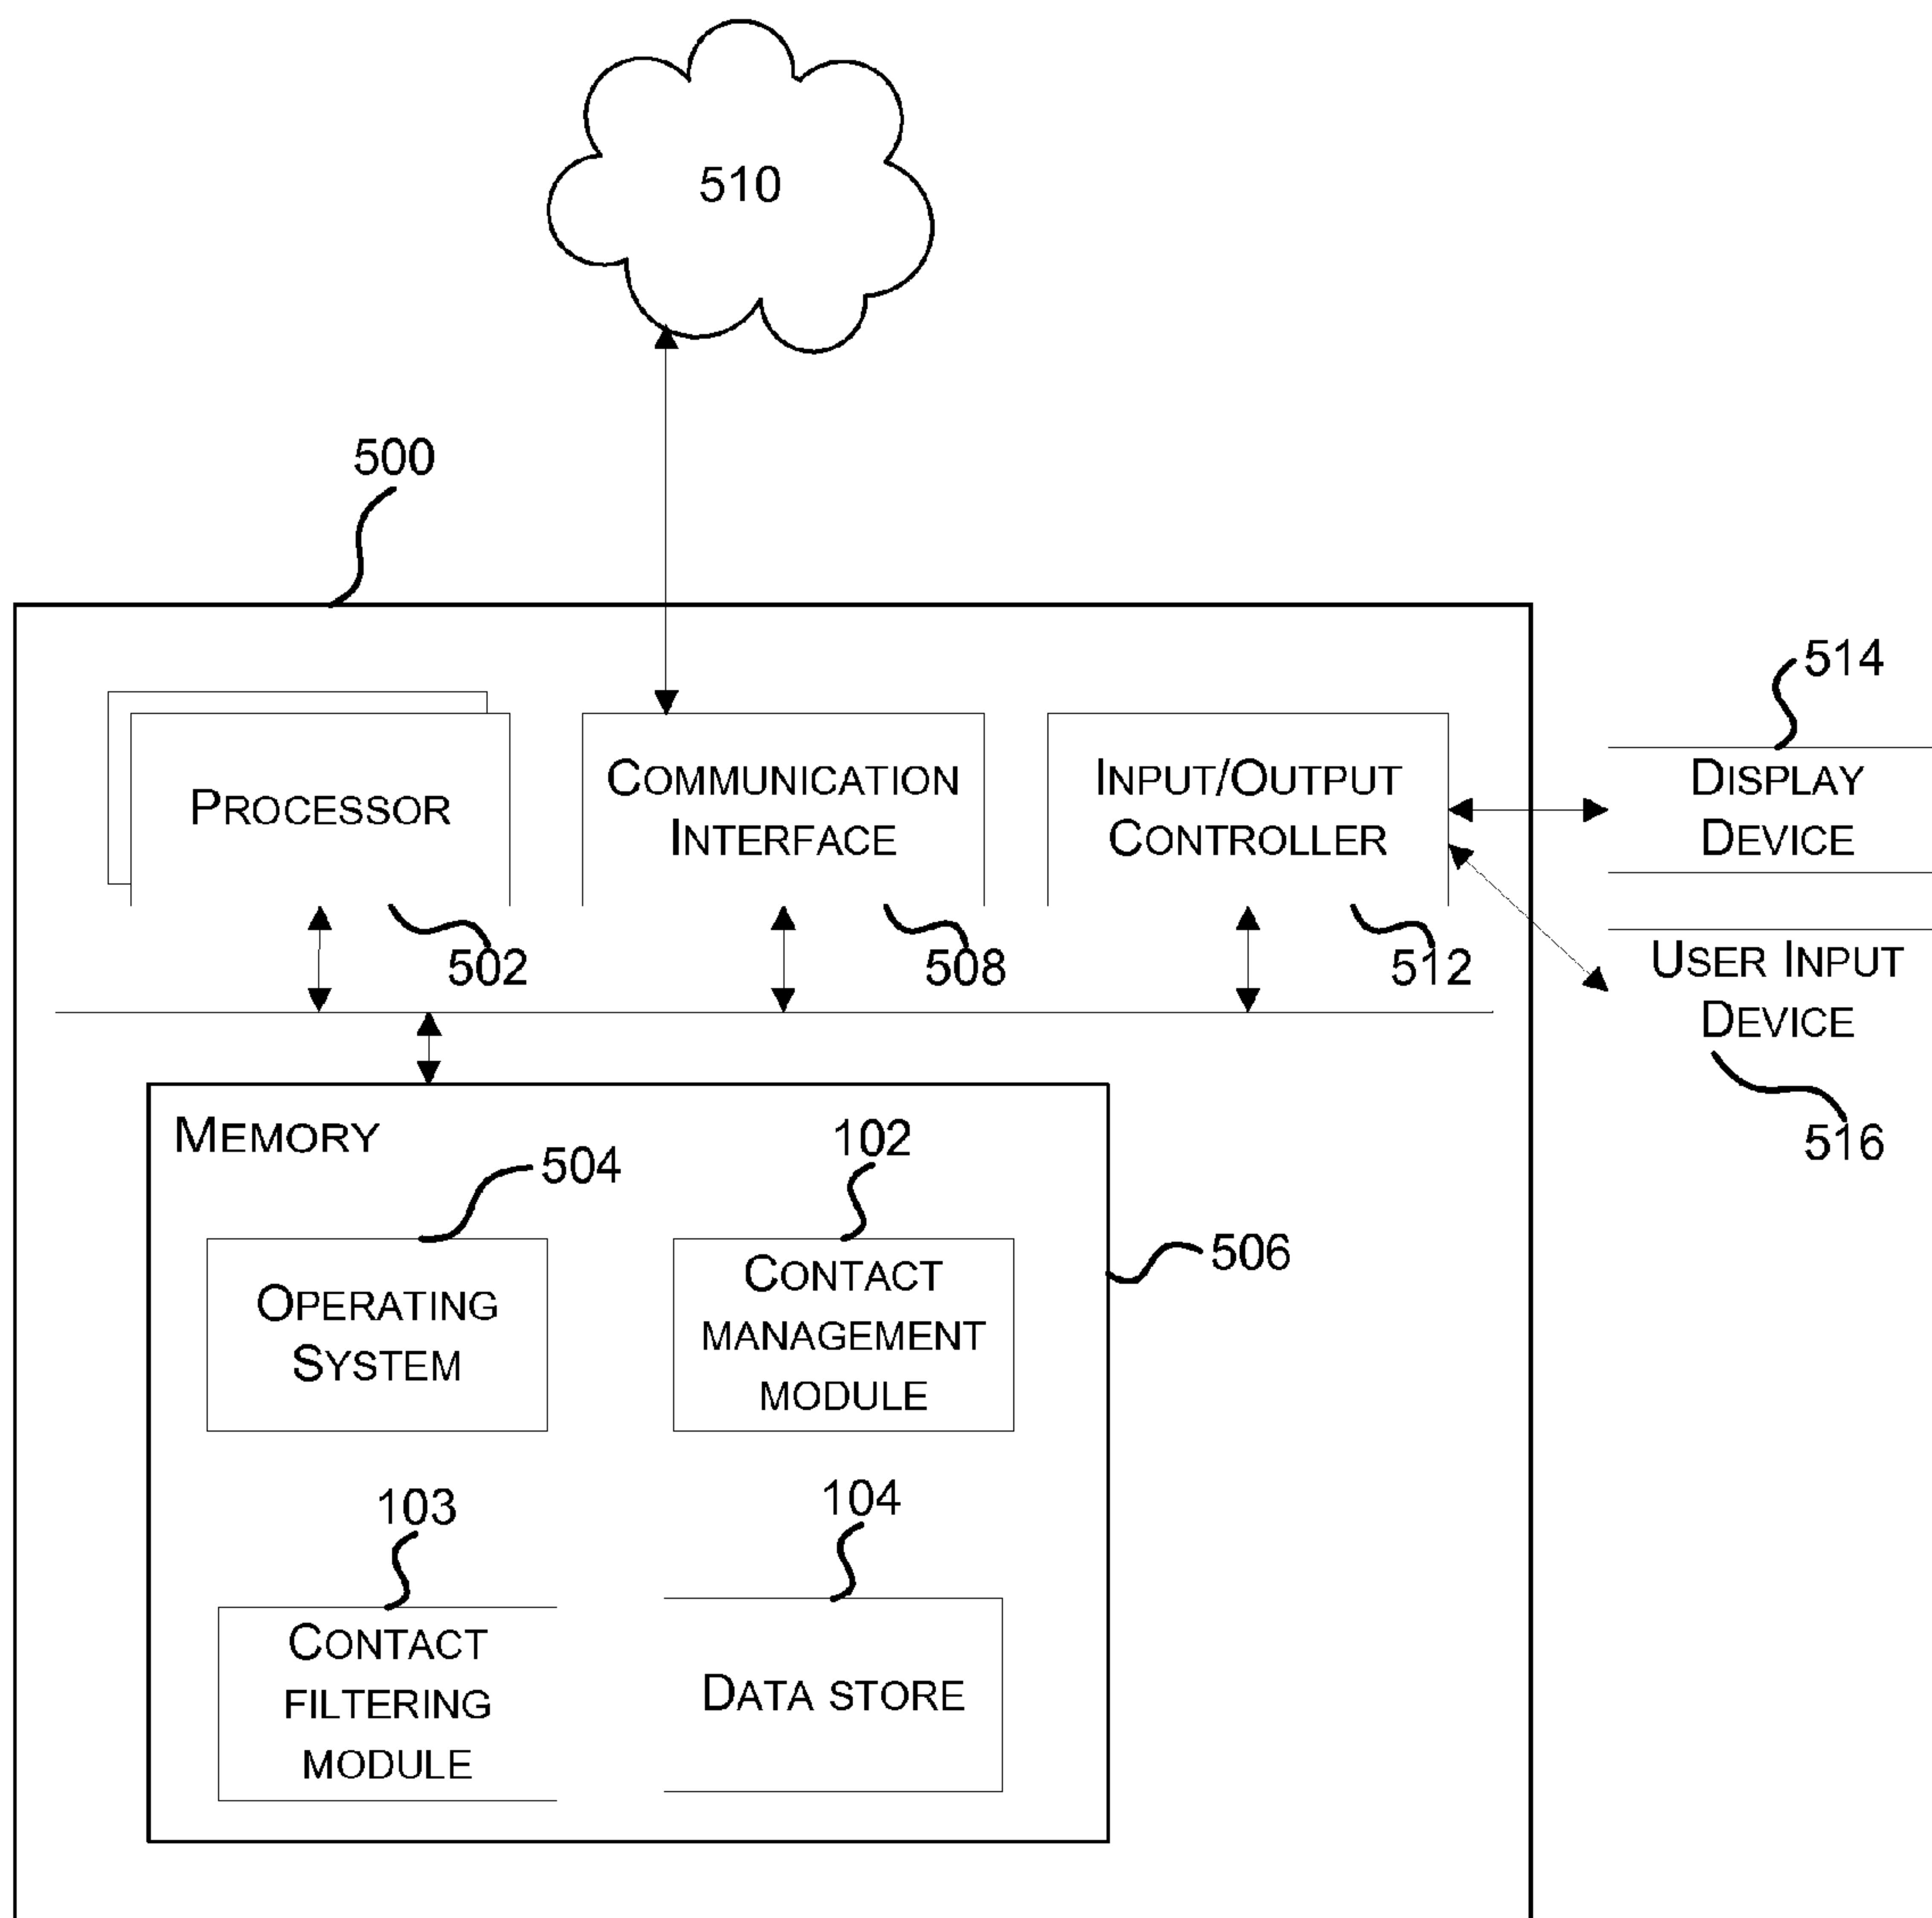 510
500
514
PROCESSOR
COMMUNICATION
INTERFACE
INPUT/OUTPUT
CONTROLLER
DISPLAY
DEVICE
502
508
512
USER INPUT
DEVICE
516
MEMORY
504
102
506
OPERATING
SYSTEM
CONTACT
MANAGEMENT
MODULE
103
104
CONTACT
FILTERING
MODULE
DATA STORE